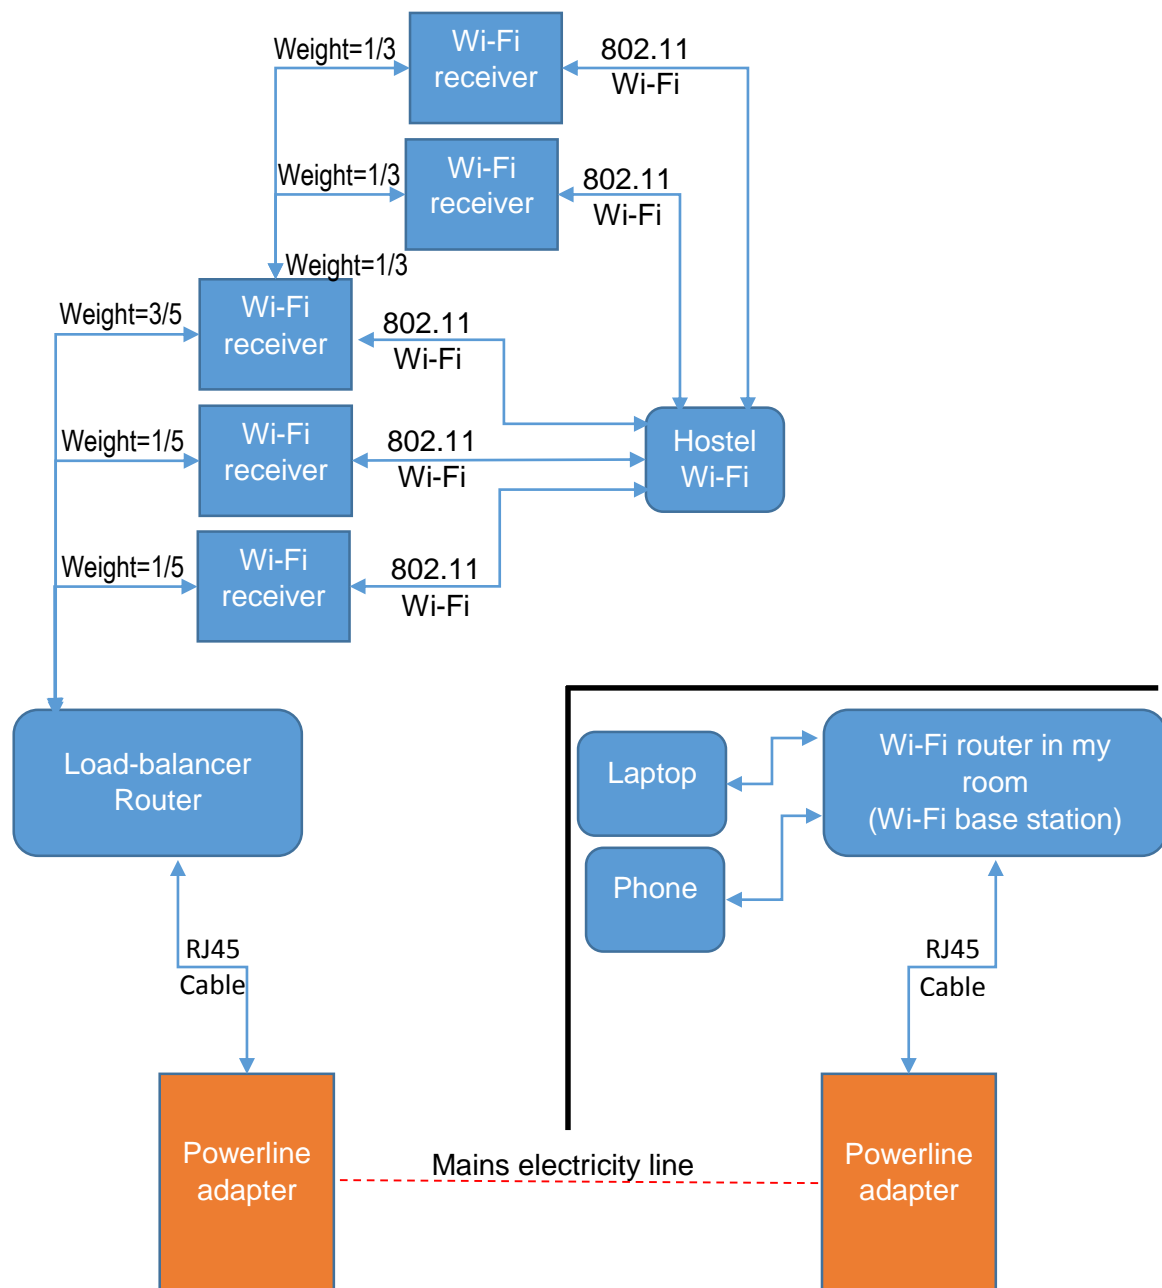 Weight=1/3
Wi-Fi
receiver
802.11
Wi-Fi
Weight=1/3
Wi-Fi
receiver
802.11
Wi-Fi
Weight=1/3
Weight=3/5
Wi-Fi
receiver
802.11
Wi-Fi
Weight=1/5
Wi-Fi
receiver
802.11
Wi-Fi
Hostel
Wi-Fi
Weight=1/5
Wi-Fi
receiver
802.11
Wi-Fi
Load-balancer
Router
Laptop
Phone
Wi-Fi router in my
room
(Wi-Fi base station)
RJ45
Cable
RJ45
Cable
Powerline
adapter
Mains electricity line
Powerline
adapter